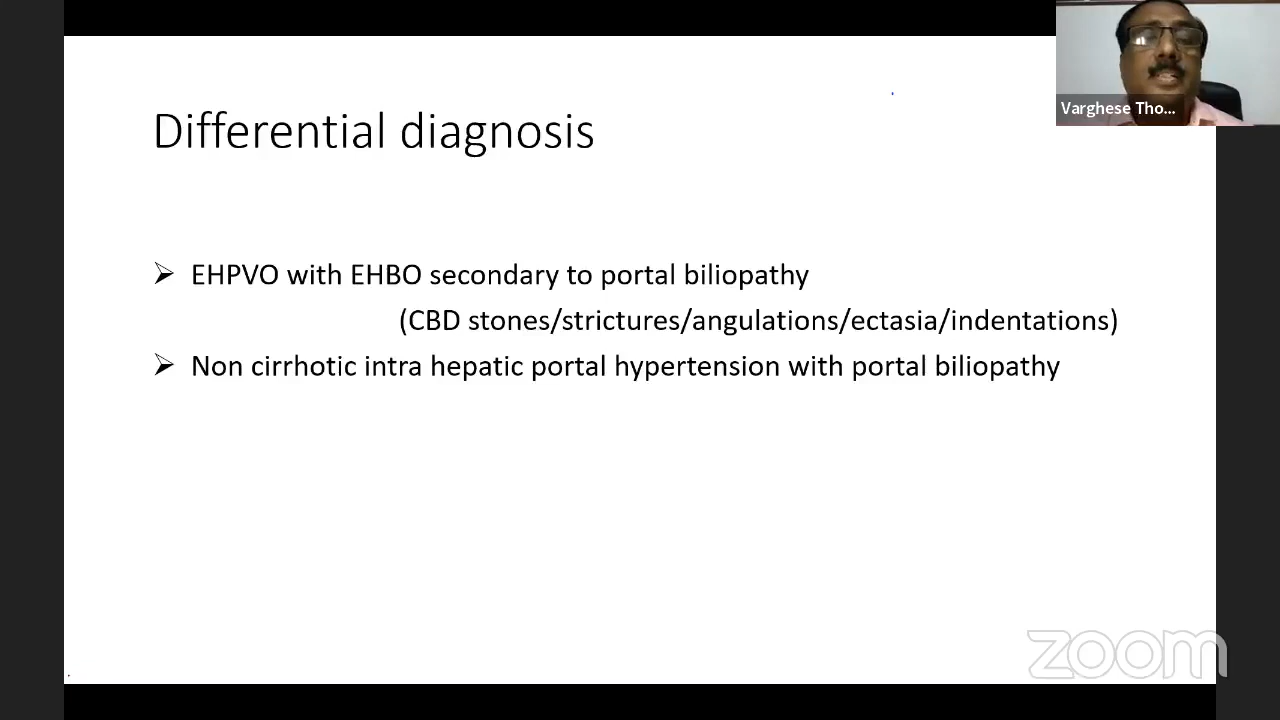 Varghese Tho...
Differential diagnosis
➢ EHPVO with EHBO secondary to portal biliopathy
(CBD stones/strictures/angulations/ectasia/indentations)
➢ Non cirrhotic intra hepatic portal hypertension with portal biliopathy
zoom